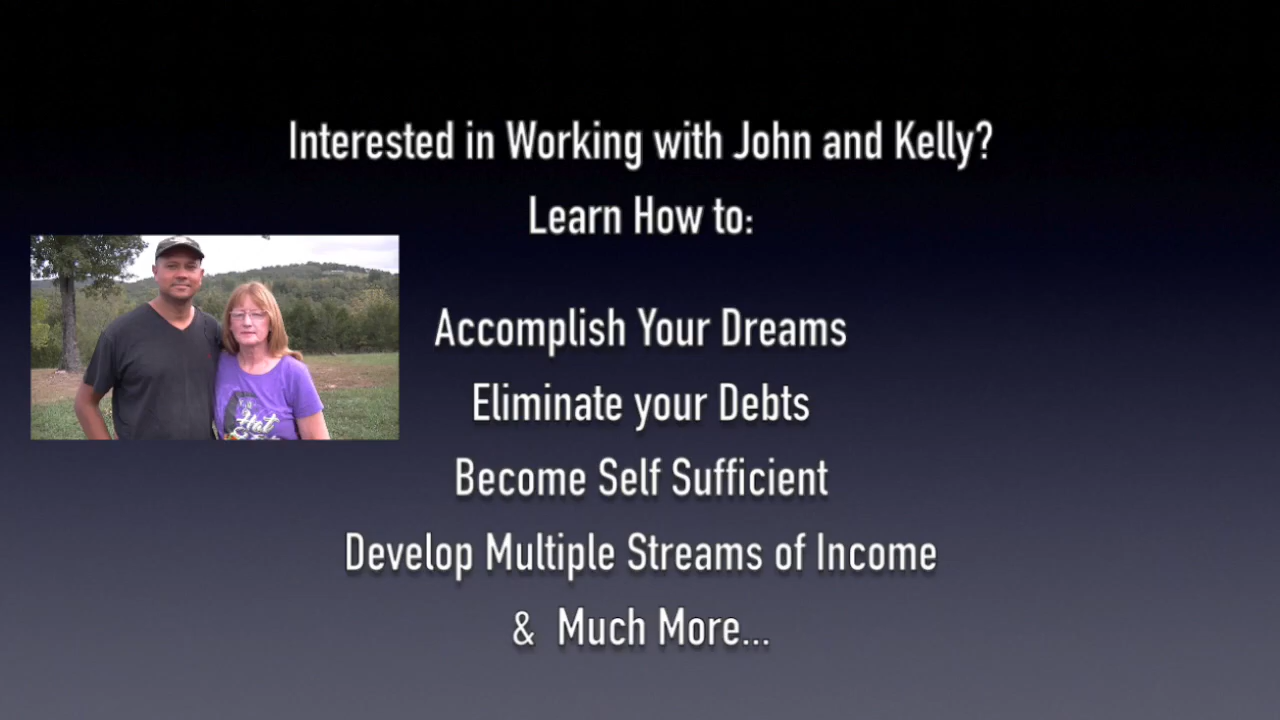 Interested in Working with John and Kelly?
Learn How to:
Accomplish Your Dreams
Eliminate your Debts
Become Self Sufficient
Develop Multiple Streams of Income
& Much More...
Hat